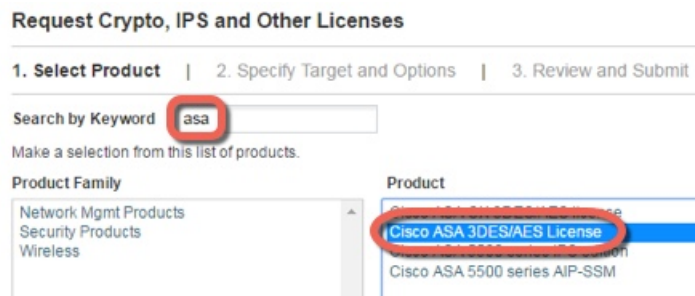 Request Crypto, IPS and Other Licenses
1. Select Product | 2. Specify Target and Options | 3. Review and Submit
Search by Keyword asa
Make a selection from this list of products.
Product Family
Product
Network Mgmt Products
Security Products
Wireless
Cisco ASA 3DES/AES License
Cisco ASA 5500 series AIP-SSM